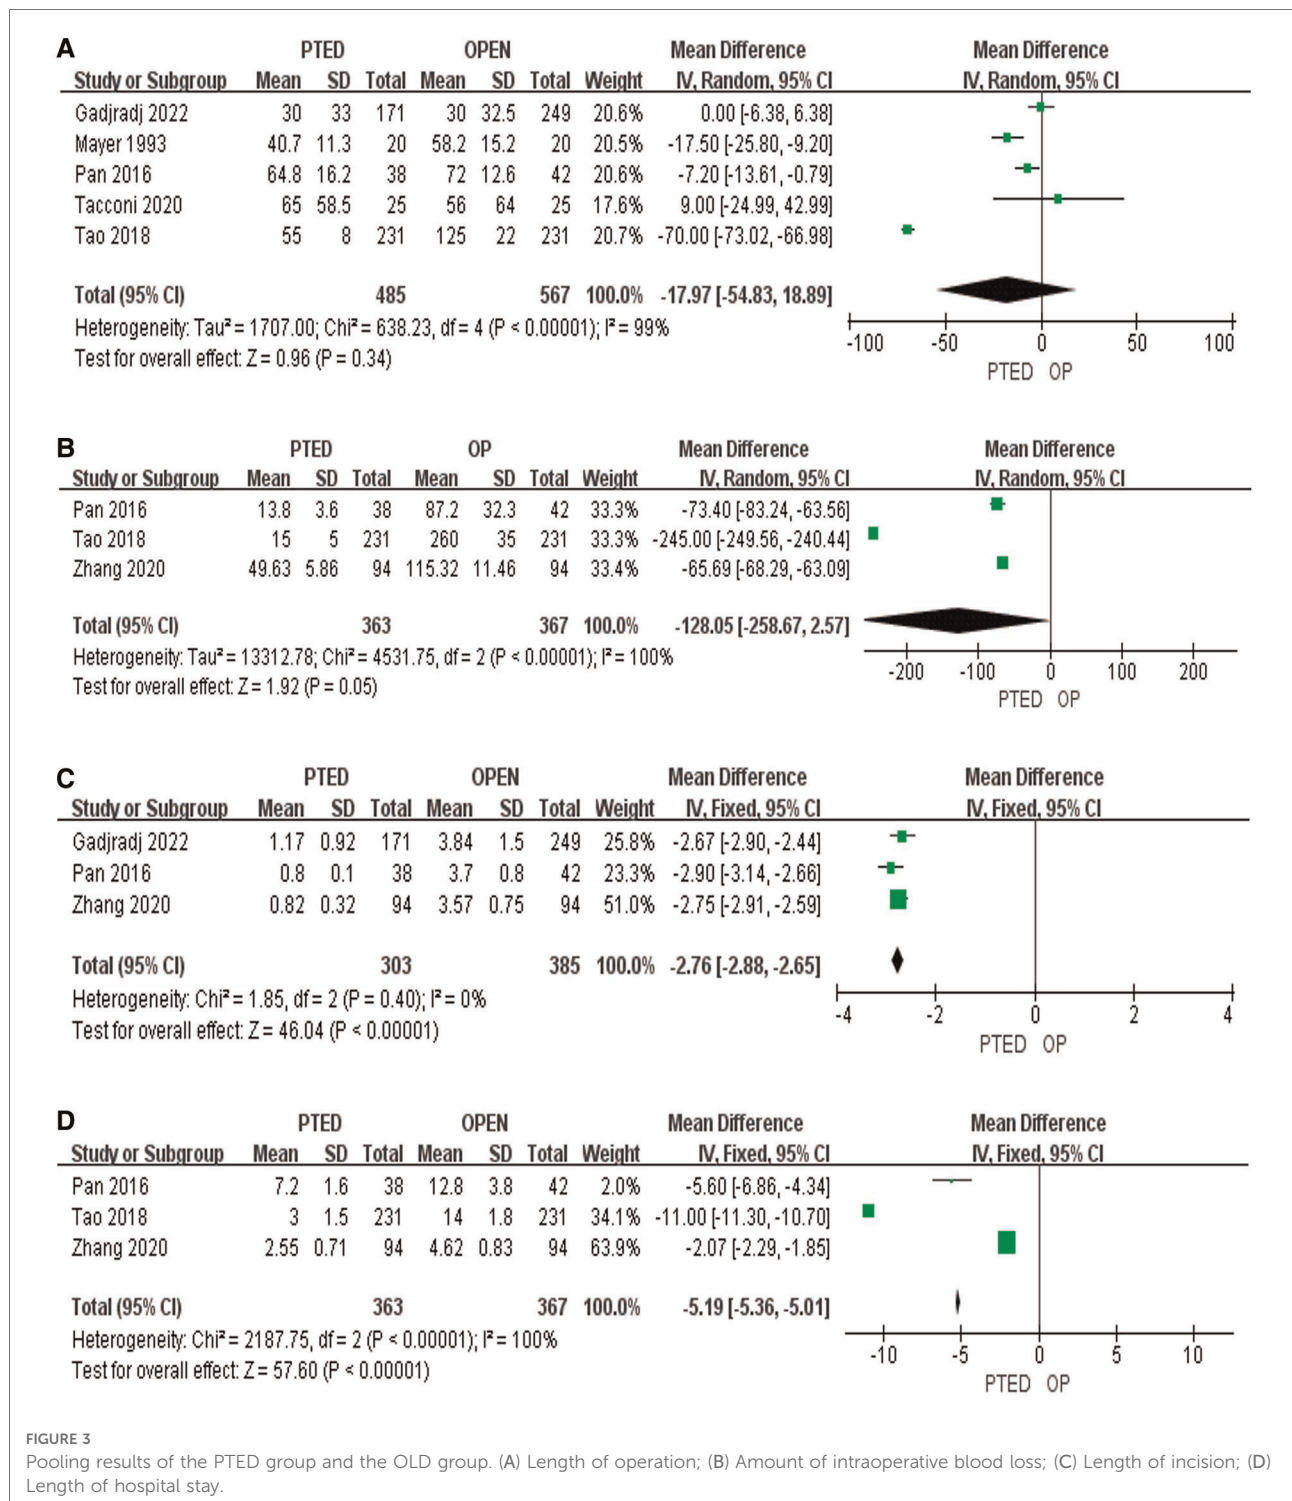 A PTED OPEN Mean Difference Mean Difference
Study or Subgroup Mean SD Total Mean SD Total Weight IV, Random, 95% CI IV, Random, 95% CI
Gadjradj 2022 30 33 171 30 32.5 249 20.6% 0.00 [-6.38, 6.38]
Mayer 1993 40.7 11.3 20 58.2 15.2 20 20.5% -17.50 [-25.80, -9.20]
Pan 2016 64.8 16.2 38 72 12.6 42 20.6% -7.20 [-13.61, -0.79]
Tacconi 2020 65 58.5 25 56 64 25 17.6% 9.00 [-24.99, 42.99]
Tao 2018 55 8 231 125 22 231 20.7% -70.00 [-73.02, -66.98]
Total (95% CI) 485 567 100.0% -17.97 [-54.83, 18.89]
Heterogeneity: Tau² = 1707.00; Chi² = 638.23, df = 4 (P < 0.00001); I² = 99%
Test for overall effect: Z = 0.96 (P = 0.34)
-100 -50 0 50 100
PTED OP
B PTED OP Mean Difference Mean Difference
Study or Subgroup Mean SD Total Mean SD Total Weight IV, Random, 95% CI IV, Random, 95% CI
Pan 2016 13.8 3.6 38 87.2 32.3 42 33.3% -73.40 [-83.24, -63.56]
Tao 2018 15 5 231 260 35 231 33.3% -245.00 [-249.56, -240.44]
Zhang 2020 49.63 5.86 94 115.32 11.46 94 33.4% -65.69 [-68.29, -63.09]
Total (95% CI) 363 367 100.0% -128.05 [-258.67, 2.57]
Heterogeneity: Tau² = 13312.78; Chi² = 4531.75, df = 2 (P < 0.00001); I² = 100%
Test for overall effect: Z = 1.92 (P = 0.05)
-200 -100 0 100 200
PTED OP
C PTED OPEN Mean Difference Mean Difference
Study or Subgroup Mean SD Total Mean SD Total Weight IV, Fixed, 95% CI IV, Fixed, 95% CI
Gadjradj 2022 1.17 0.92 171 3.84 1.5 249 25.8% -2.67 [-2.90, -2.44]
Pan 2016 0.8 0.1 38 3.7 0.8 42 23.3% -2.90 [-3.14, -2.66]
Zhang 2020 0.82 0.32 94 3.57 0.75 94 51.0% -2.75 [-2.91, -2.59]
Total (95% CI) 303 385 100.0% -2.76 [-2.88, -2.65]
Heterogeneity: Chi² = 1.85, df = 2 (P = 0.40); I² = 0%
Test for overall effect: Z = 46.04 (P < 0.00001)
-4 -2 0 2 4
PTED OP
D PTED OPEN Mean Difference Mean Difference
Study or Subgroup Mean SD Total Mean SD Total Weight IV, Fixed, 95% CI IV, Fixed, 95% CI
Pan 2016 7.2 1.6 38 12.8 3.8 42 2.0% -5.60 [-6.86, -4.34]
Tao 2018 3 1.5 231 14 1.8 231 34.1% -11.00 [-11.30, -10.70]
Zhang 2020 2.55 0.71 94 4.62 0.83 94 63.9% -2.07 [-2.29, -1.85]
Total (95% CI) 363 367 100.0% -5.19 [-5.36, -5.01]
Heterogeneity: Chi² = 2187.75, df = 2 (P < 0.00001); I² = 100%
Test for overall effect: Z = 57.60 (P < 0.00001)
-10 -5 0 5 10
PTED OP
FIGURE 3
Pooling results of the PTED group and the OLD group. (A) Length of operation; (B) Amount of intraoperative blood loss; (C) Length of incision; (D)
Length of hospital stay.